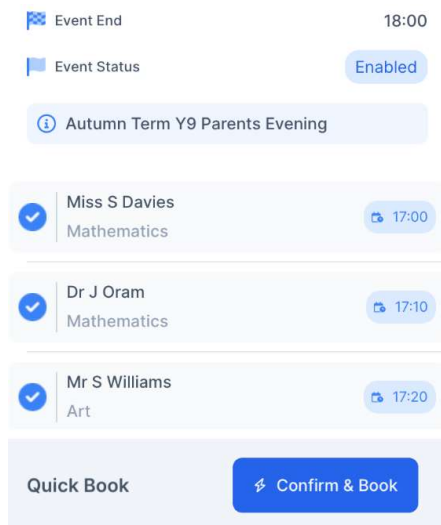 Event End
18:00
Event Status
Enabled
Autumn Term Y9 Parents Evening
Miss S Davies
Mathematics
17:00
Dr J Oram
Mathematics
17:10
Mr S Williams
Art
17:20
Quick Book
Confirm & Book